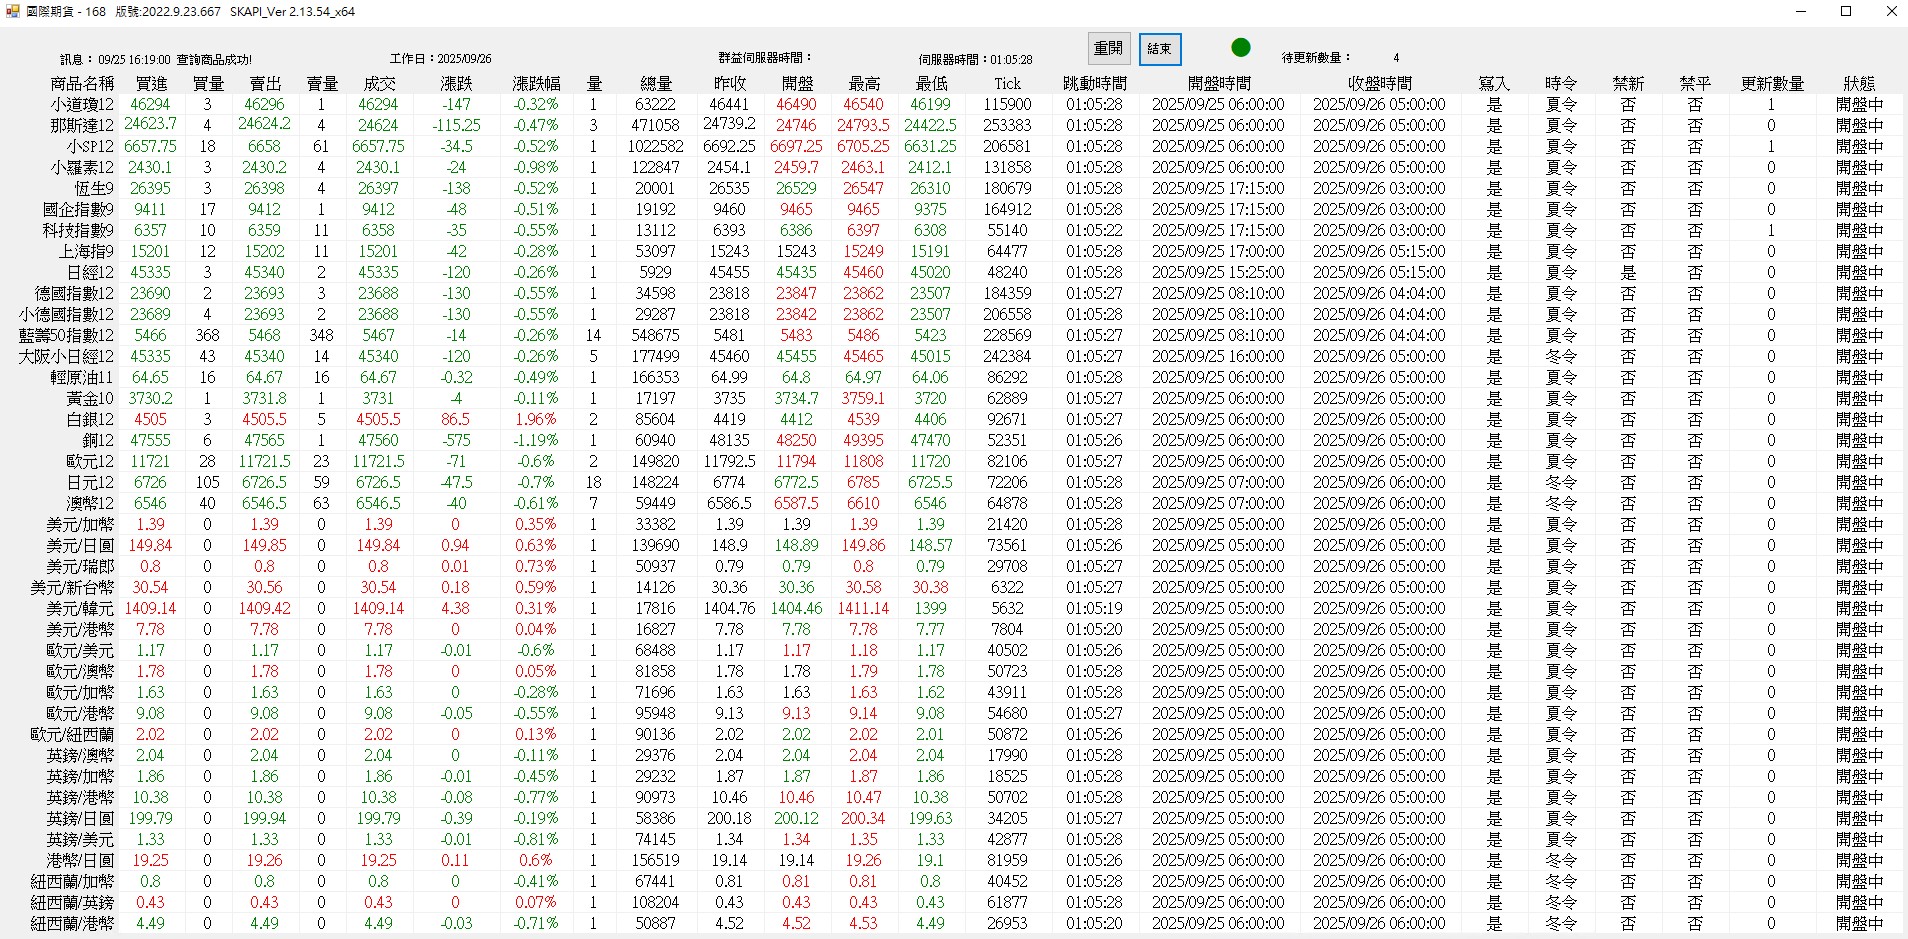 國際期貨 - 168 版號:2022.9.23.667 SKAPI_Ver 2.13.54_x64
訊息： 09/25 16:19:00 查詢商品成功! 工作日：2025/09/26 群益伺服器時間： 伺服器時間：01:05:28 重開 結束 待更新數量： 4
商品名稱 買進 買量 賣出 賣量 成交 漲跌 漲跌幅 量 總量 昨收 開盤 最高 最低 Tick 跳動時間 開盤時間 收盤時間 寫入 時令 禁新 禁平 更新數量 狀態
小道瓊12 46294 3 46296 1 46294 -147 -0.32% 1 63222 46441 46490 46540 46199 115900 01:05:28 2025/09/25 06:00:00 2025/09/26 05:00:00 是 夏令 否 否 1 開盤中
那斯達12 24623.7 4 24624.2 4 24624 -115.25 -0.47% 3 471058 24739.2 24746 24793.5 24422.5 253383 01:05:28 2025/09/25 06:00:00 2025/09/26 05:00:00 是 夏令 否 否 0 開盤中
小SP12 6657.75 18 6658 61 6657.75 -34.5 -0.52% 1 1022582 6692.25 6697.25 6705.25 6631.25 206581 01:05:28 2025/09/25 06:00:00 2025/09/26 05:00:00 是 夏令 否 否 1 開盤中
小羅素12 2430.1 3 2430.2 4 2430.1 -24 -0.98% 1 122847 2454.1 2459.7 2463.1 2412.1 131858 01:05:28 2025/09/25 06:00:00 2025/09/26 05:00:00 是 夏令 否 否 0 開盤中
恆生9 26395 3 26398 4 26397 -138 -0.52% 1 20001 26535 26529 26547 26310 180679 01:05:28 2025/09/25 17:15:00 2025/09/26 03:00:00 是 夏令 否 否 0 開盤中
國企指數9 9411 17 9412 1 9412 -48 -0.51% 1 19192 9460 9465 9465 9375 164912 01:05:28 2025/09/25 17:15:00 2025/09/26 03:00:00 是 夏令 否 否 0 開盤中
科技指數9 6357 10 6359 11 6358 -35 -0.55% 1 13112 6393 6386 6397 6308 55140 01:05:22 2025/09/25 17:15:00 2025/09/26 03:00:00 是 夏令 否 否 1 開盤中
上海指9 15201 12 15202 11 15201 -42 -0.28% 1 53097 15243 15243 15249 15191 64477 01:05:28 2025/09/25 17:00:00 2025/09/26 05:15:00 是 夏令 否 否 0 開盤中
日經12 45335 3 45340 2 45335 -120 -0.26% 1 5929 45455 45435 45460 45020 48240 01:05:28 2025/09/25 15:25:00 2025/09/26 05:15:00 是 夏令 是 否 0 開盤中
德國指數12 23690 2 23693 3 23688 -130 -0.55% 1 34598 23818 23847 23862 23507 184359 01:05:27 2025/09/25 08:10:00 2025/09/26 04:04:00 是 夏令 否 否 0 開盤中
小德國指數12 23689 4 23693 2 23688 -130 -0.55% 1 29287 23818 23842 23862 23507 206558 01:05:28 2025/09/25 08:10:00 2025/09/26 04:04:00 是 夏令 否 否 0 開盤中
藍籌50指數12 5466 368 5468 348 5467 -14 -0.26% 14 548675 5481 5483 5486 5423 228569 01:05:27 2025/09/25 08:10:00 2025/09/26 04:04:00 是 夏令 否 否 0 開盤中
大阪小日經12 45335 43 45340 14 45340 -120 -0.26% 5 177499 45460 45455 45465 45015 242384 01:05:27 2025/09/25 16:00:00 2025/09/26 05:00:00 是 冬令 否 否 0 開盤中
輕原油11 64.65 16 64.67 16 64.67 -0.32 -0.49% 1 166353 64.99 64.8 64.97 64.06 86292 01:05:28 2025/09/25 06:00:00 2025/09/26 05:00:00 是 夏令 否 否 0 開盤中
黃金10 3730.2 1 3731.8 1 3731 -4 -0.11% 1 17197 3735 3734.7 3759.1 3720 62889 01:05:27 2025/09/25 06:00:00 2025/09/26 05:00:00 是 夏令 否 否 0 開盤中
白銀12 4505 3 4505.5 5 4505.5 86.5 1.96% 2 85604 4419 4412 4539 4406 92671 01:05:27 2025/09/25 06:00:00 2025/09/26 05:00:00 是 夏令 否 否 0 開盤中
銅12 47555 6 47565 1 47560 -575 -1.19% 1 60940 48135 48250 49395 47470 52351 01:05:26 2025/09/25 06:00:00 2025/09/26 05:00:00 是 夏令 否 否 0 開盤中
歐元12 11721 28 11721.5 23 11721.5 -71 -0.6% 2 149820 11792.5 11794 11808 11720 82106 01:05:27 2025/09/25 06:00:00 2025/09/26 05:00:00 是 夏令 否 否 0 開盤中
日元12 6726 105 6726.5 59 6726.5 -47.5 -0.7% 18 148224 6774 6772.5 6785 6725.5 72206 01:05:28 2025/09/25 07:00:00 2025/09/26 06:00:00 是 冬令 否 否 0 開盤中
澳幣12 6546 40 6546.5 63 6546.5 -40 -0.61% 7 59449 6586.5 6587.5 6610 6546 64878 01:05:28 2025/09/25 07:00:00 2025/09/26 06:00:00 是 冬令 否 否 0 開盤中
美元/加幣 1.39 0 1.39 0 1.39 0 0.35% 1 33382 1.39 1.39 1.39 1.39 21420 01:05:28 2025/09/25 05:00:00 2025/09/26 05:00:00 是 夏令 否 否 0 開盤中
美元/日圓 149.84 0 149.85 0 149.84 0.94 0.63% 1 139690 148.9 148.89 149.86 148.57 73561 01:05:26 2025/09/25 05:00:00 2025/09/26 05:00:00 是 夏令 否 否 0 開盤中
美元/瑞郎 0.8 0 0.8 0 0.8 0.01 0.73% 1 50937 0.79 0.79 0.8 0.79 29708 01:05:27 2025/09/25 05:00:00 2025/09/26 05:00:00 是 夏令 否 否 0 開盤中
美元/新台幣 30.54 0 30.56 0 30.54 0.18 0.59% 1 14126 30.36 30.36 30.58 30.38 6322 01:05:27 2025/09/25 05:00:00 2025/09/26 05:00:00 是 夏令 否 否 0 開盤中
美元/韓元 1409.14 0 1409.42 0 1409.14 4.38 0.31% 1 17816 1404.76 1404.46 1411.14 1399 5632 01:05:19 2025/09/25 05:00:00 2025/09/26 05:00:00 是 夏令 否 否 0 開盤中
美元/港幣 7.78 0 7.78 0 7.78 0 0.04% 1 16827 7.78 7.78 7.78 7.77 7804 01:05:20 2025/09/25 05:00:00 2025/09/26 05:00:00 是 夏令 否 否 0 開盤中
歐元/美元 1.17 0 1.17 0 1.17 -0.01 -0.6% 1 68488 1.17 1.17 1.18 1.17 40502 01:05:26 2025/09/25 05:00:00 2025/09/26 05:00:00 是 夏令 否 否 0 開盤中
歐元/澳幣 1.78 0 1.78 0 1.78 0 0.05% 1 81858 1.78 1.78 1.79 1.78 50723 01:05:28 2025/09/25 05:00:00 2025/09/26 05:00:00 是 夏令 否 否 0 開盤中
歐元/加幣 1.63 0 1.63 0 1.63 0 -0.28% 1 71696 1.63 1.63 1.63 1.62 43911 01:05:28 2025/09/25 05:00:00 2025/09/26 05:00:00 是 夏令 否 否 0 開盤中
歐元/港幣 9.08 0 9.08 0 9.08 -0.05 -0.55% 1 95948 9.13 9.13 9.14 9.08 54680 01:05:27 2025/09/25 05:00:00 2025/09/26 05:00:00 是 夏令 否 否 0 開盤中
歐元/紐西蘭 2.02 0 2.02 0 2.02 0 0.13% 1 90136 2.02 2.02 2.02 2.01 50872 01:05:26 2025/09/25 05:00:00 2025/09/26 05:00:00 是 夏令 否 否 0 開盤中
英鎊/澳幣 2.04 0 2.04 0 2.04 0 -0.11% 1 29376 2.04 2.04 2.04 2.04 17990 01:05:28 2025/09/25 05:00:00 2025/09/26 05:00:00 是 夏令 否 否 0 開盤中
英鎊/加幣 1.86 0 1.86 0 1.86 -0.01 -0.45% 1 29232 1.87 1.87 1.87 1.86 18525 01:05:28 2025/09/25 05:00:00 2025/09/26 05:00:00 是 夏令 否 否 0 開盤中
英鎊/港幣 10.38 0 10.38 0 10.38 -0.08 -0.77% 1 90973 10.46 10.46 10.47 10.38 50702 01:05:28 2025/09/25 05:00:00 2025/09/26 05:00:00 是 夏令 否 否 0 開盤中
英鎊/日圓 199.79 0 199.94 0 199.79 -0.39 -0.19% 1 58386 200.18 200.12 200.34 199.63 34205 01:05:27 2025/09/25 05:00:00 2025/09/26 05:00:00 是 夏令 否 否 0 開盤中
英鎊/美元 1.33 0 1.33 0 1.33 -0.01 -0.81% 1 74145 1.34 1.34 1.35 1.33 42877 01:05:28 2025/09/25 05:00:00 2025/09/26 05:00:00 是 夏令 否 否 0 開盤中
港幣/日圓 19.25 0 19.26 0 19.25 0.11 0.6% 1 156519 19.14 19.14 19.26 19.1 81959 01:05:26 2025/09/25 06:00:00 2025/09/26 06:00:00 是 冬令 否 否 0 開盤中
紐西蘭/加幣 0.8 0 0.8 0 0.8 0 -0.41% 1 67441 0.81 0.81 0.81 0.8 40452 01:05:28 2025/09/25 06:00:00 2025/09/26 06:00:00 是 冬令 否 否 0 開盤中
紐西蘭/英鎊 0.43 0 0.43 0 0.43 0 0.07% 1 108204 0.43 0.43 0.43 0.43 61877 01:05:28 2025/09/25 06:00:00 2025/09/26 06:00:00 是 冬令 否 否 0 開盤中
紐西蘭/港幣 4.49 0 4.49 0 4.49 -0.03 -0.71% 1 50887 4.52 4.52 4.53 4.49 26953 01:05:20 2025/09/25 06:00:00 2025/09/26 06:00:00 是 冬令 否 否 0 開盤中